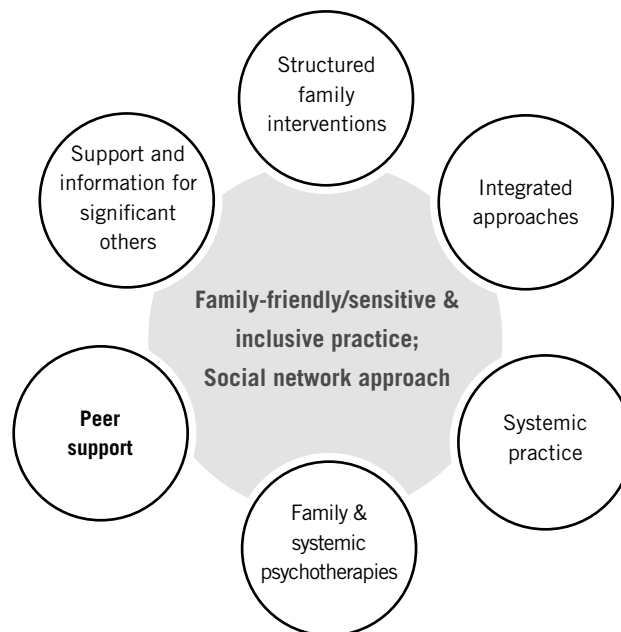 Structured
family
interventions
Support and
information for
significant
others
Integrated
approaches
Family-friendly/sensitive &
inclusive practice;
Social network approach
Peer
support
Systemic
practice
Family &
systemic
psychotherapies